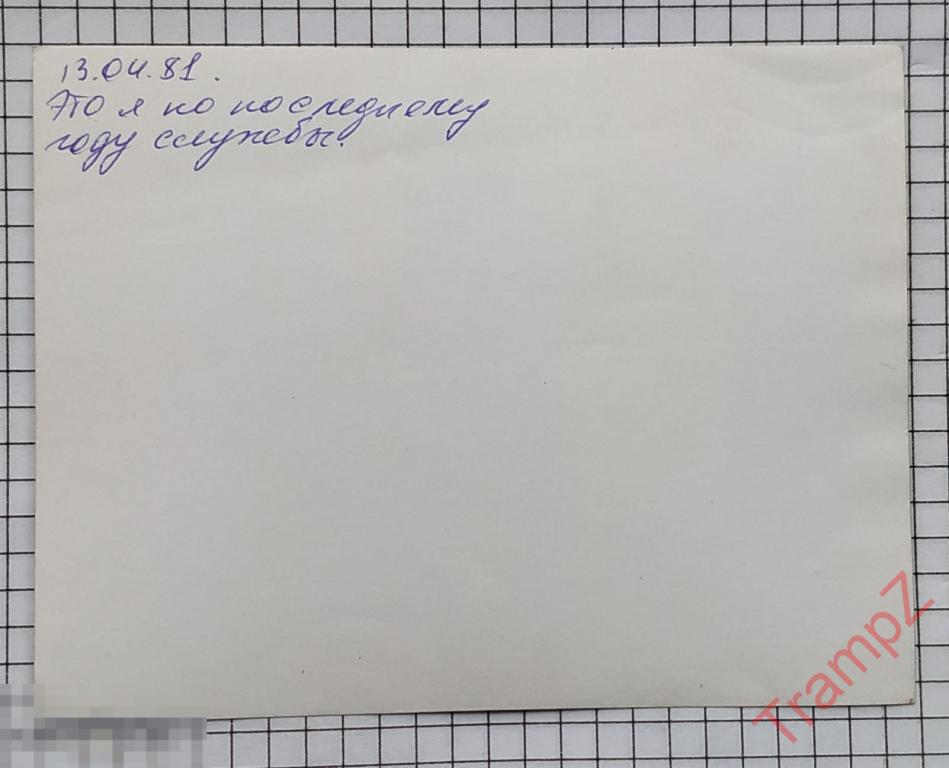 13.04.81.
Это я по последнему
году службы.
TrampZ